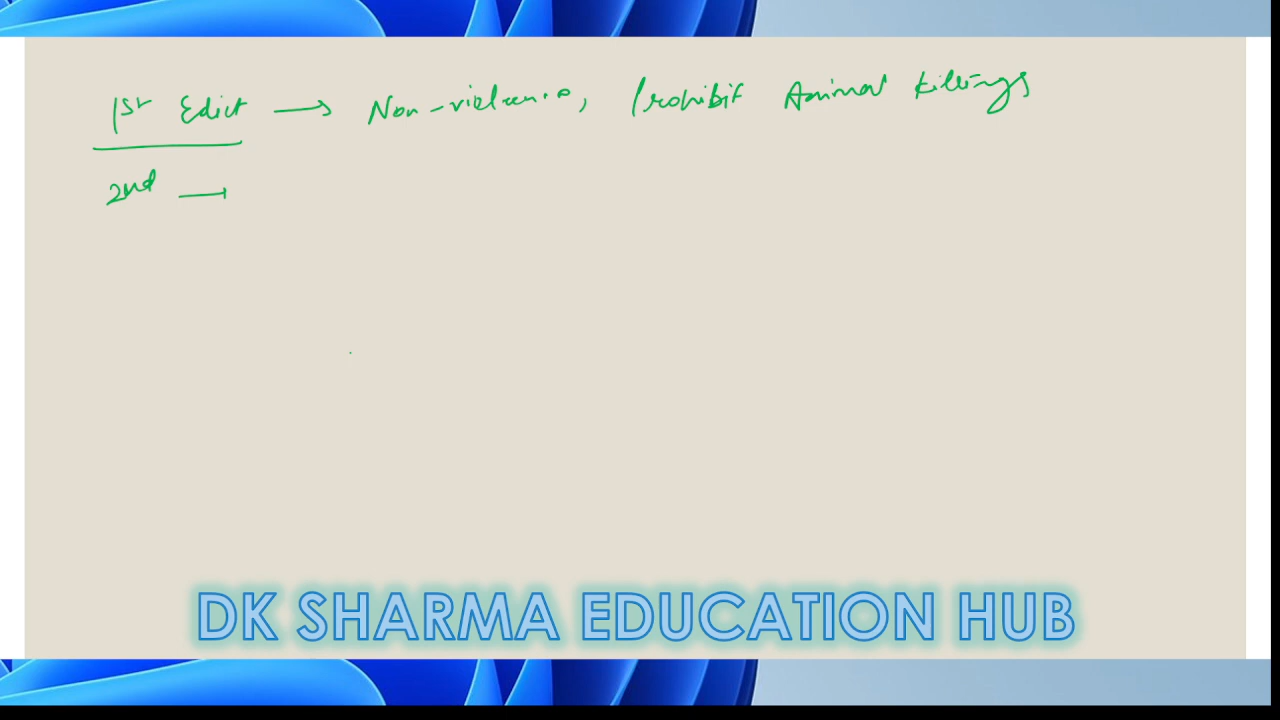 1st Edict → Non-violence, Prohibit Animal Killings
2nd →
DK SHARMA EDUCATION HUB